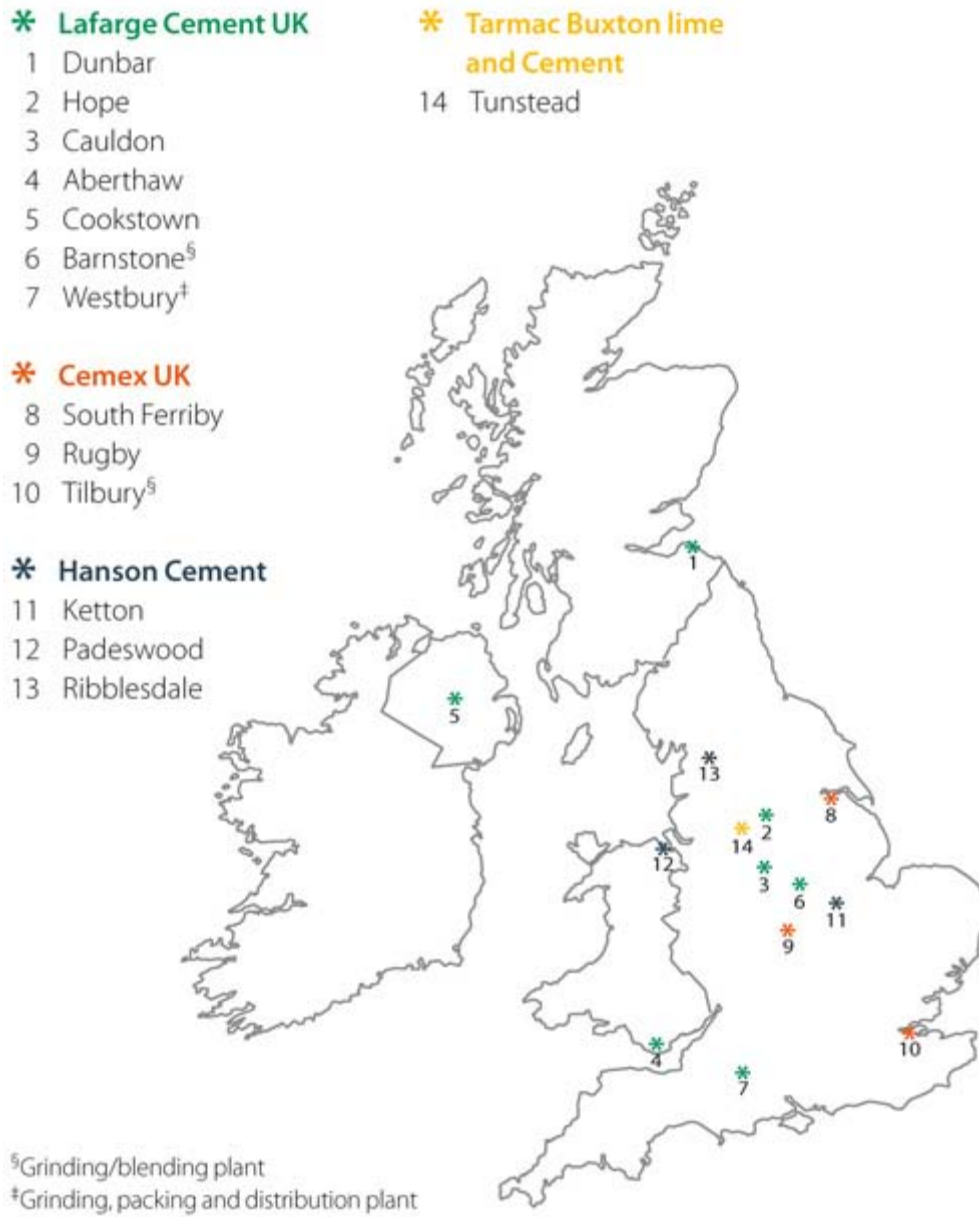 * Lafarge Cement UK
1 Dunbar
2 Hope
3 Cauldon
4 Aberthaw
5 Cookstown
6 Barnstone§
7 Westbury‡
* Cemex UK
8 South Ferriby
9 Rugby
10 Tilbury§
* Hanson Cement
11 Ketton
12 Padeswood
13 Ribblesdale
* Tarmac Buxton lime
and Cement
14 Tunstead
1
5
13
8
2
14
12
3
6
11
9
10
4
7
§Grinding/blending plant
‡Grinding, packing and distribution plant